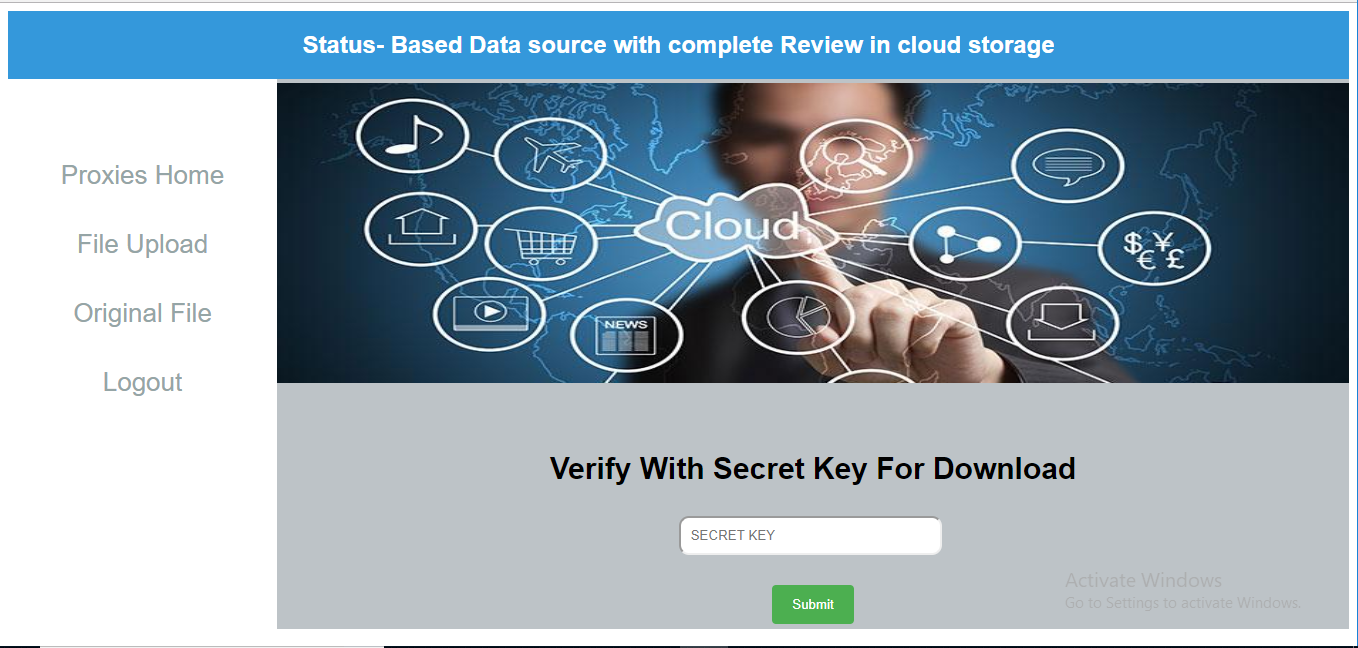 Status- Based Data source with complete Review in cloud storage
Proxies Home
File Upload
Original File
Logout
Cloud
$ ¥
€ £
NEWS
Verify With Secret Key For Download
SECRET KEY
Submit
Activate Windows
Go to Settings to activate Windows.